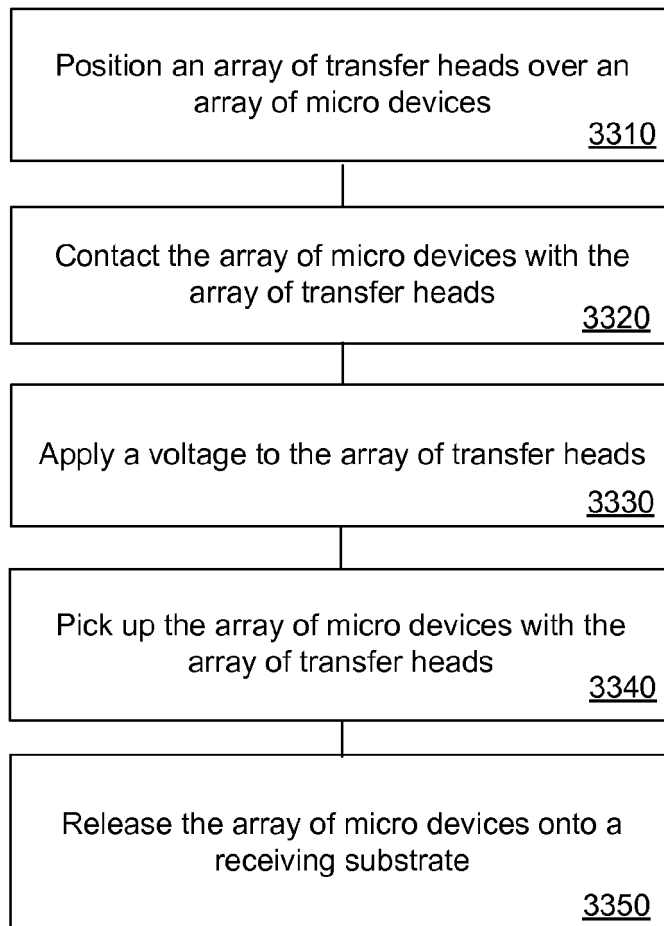 Position an array of transfer heads over an
array of micro devices
3310
Contact the array of micro devices with the
array of transfer heads
3320
Apply a voltage to the array of transfer heads
3330
Pick up the array of micro devices with the
array of transfer heads
3340
Release the array of micro devices onto a
receiving substrate
3350